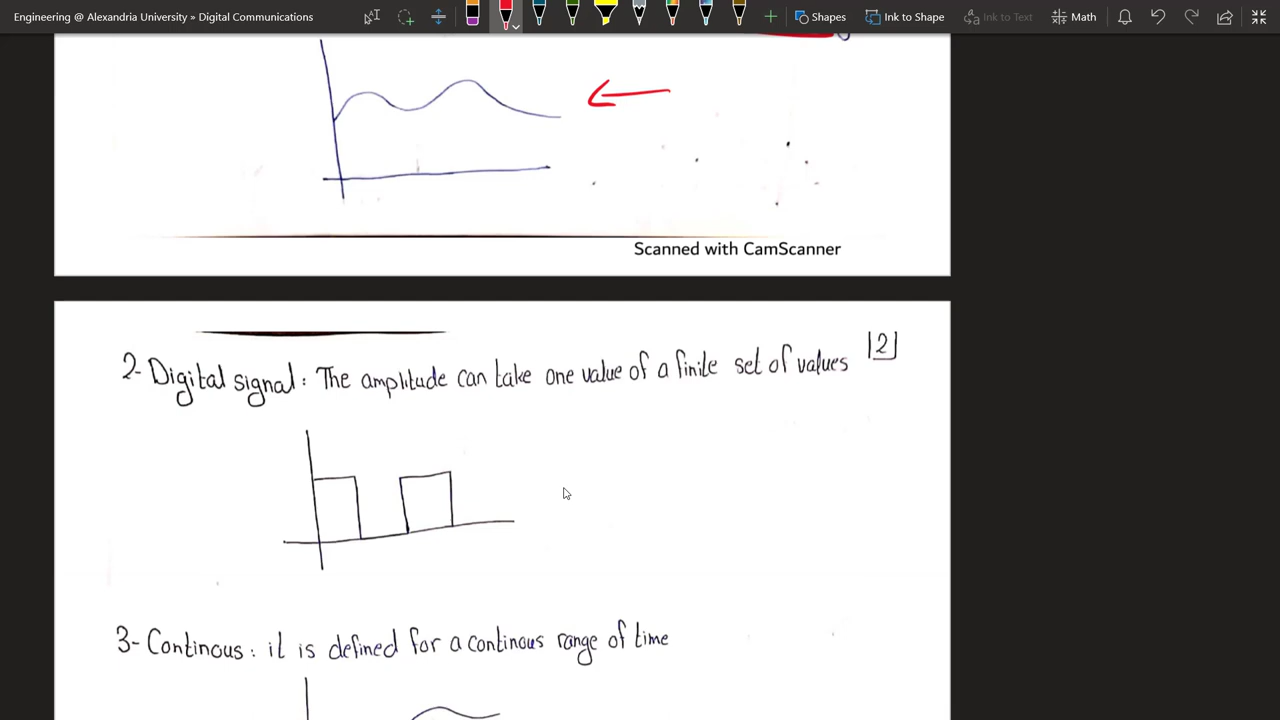 Engineering @ Alexandria University » Digital Communications
Shapes
Ink to Shape
Ink to Text
Math
Scanned with CamScanner
2- Digital signal: The amplitude can take one value of a finite set of values
|2|
3- Continous: it is defined for a continous range of time